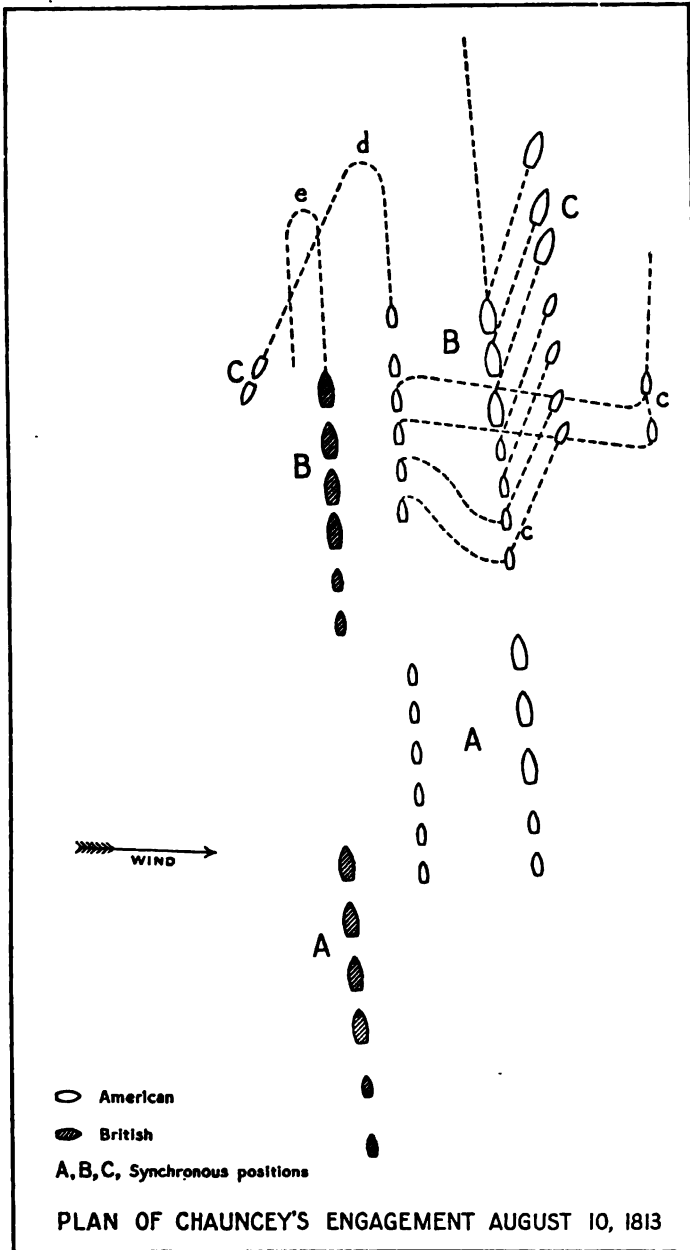 d
e
C
B
C
c
B
c
A
WIND
A
American
British
A, B, C, Synchronous positions
PLAN OF CHAUNCEY'S ENGAGEMENT AUGUST 10, 1813